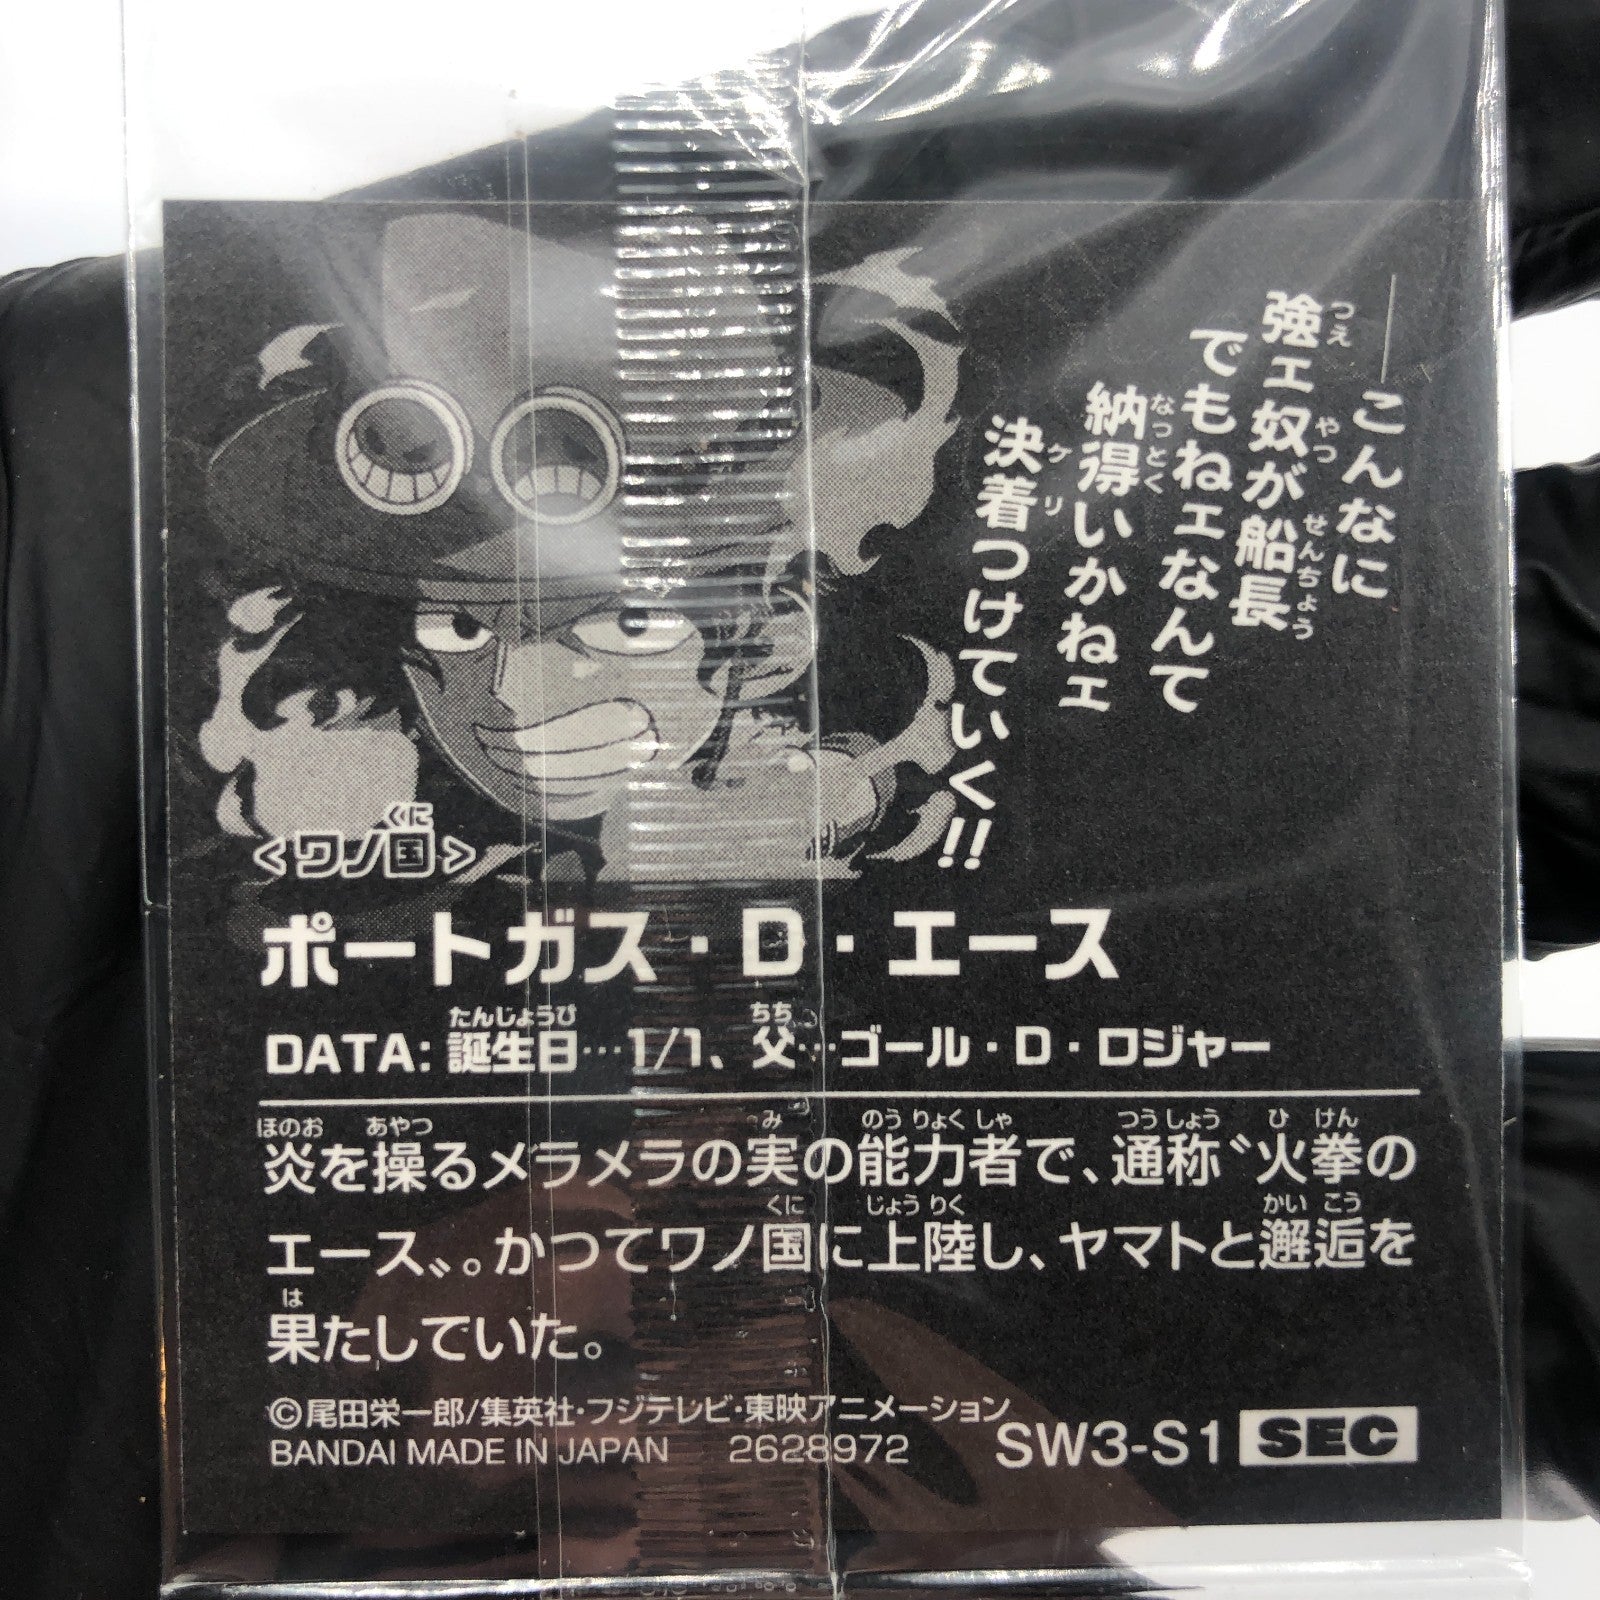 ――こんなに
強ェ奴が船長
でもねェなんて
納得いかねェ
決着つけていく!!
<ワノ国>
ポートガス・D・エース
DATA: 誕生日…1/1、父…ゴール・D・ロジャー
炎を操るメラメラの実の能力者で、通称〝火拳の
エース〟。かつてワノ国に上陸し、ヤマトと邂逅を
果たしていた。
©尾田栄一郎/集英社・フジテレビ・東映アニメーション
BANDAI MADE IN JAPAN 2628972 SW3-S1 SEC